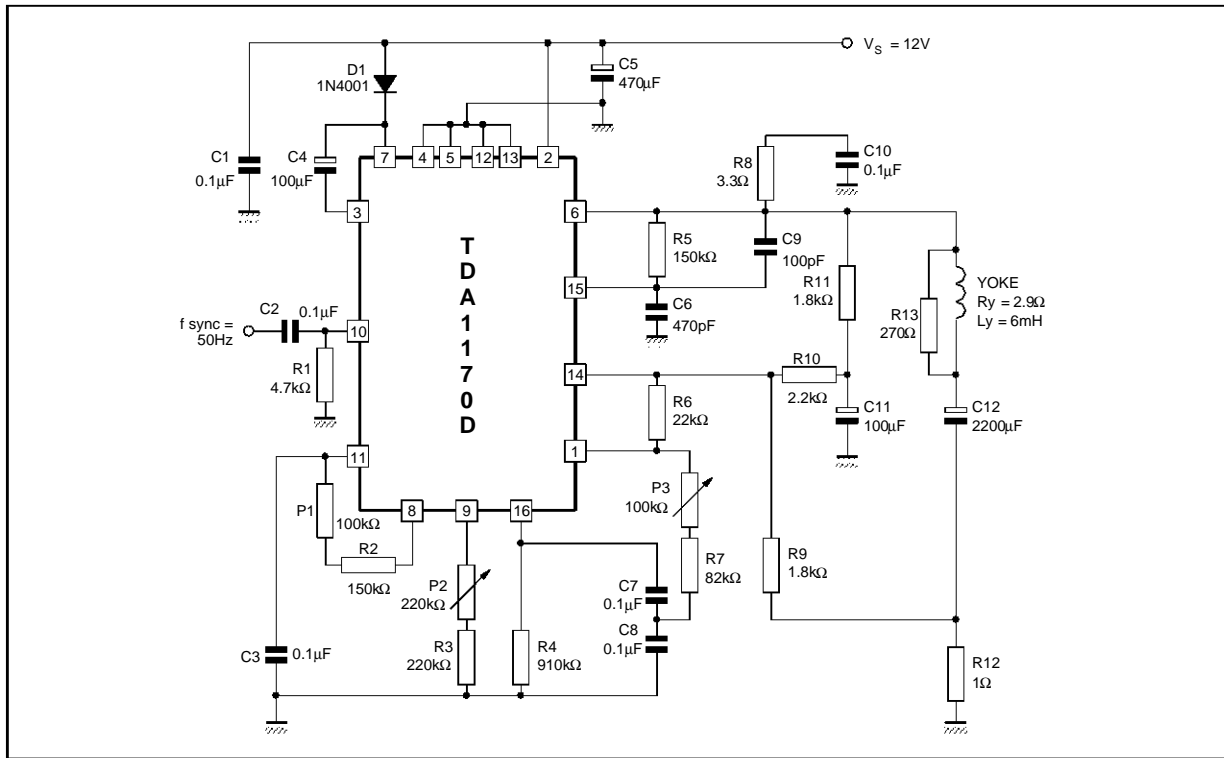 V_S = 12V
D1
1N4001
C5
470µF
C1
0.1µF
C4
100µF
7
4
5
12
13
2
R8
3.3Ω
C10
0.1µF
3
6
TDA1170D
R5
150kΩ
C9
100pF
R11
1.8kΩ
YOKE
Ry = 2.9Ω
Ly = 6mH
15
C6
470pF
R13
270Ω
C2
0.1µF
f sync =
50Hz
10
R1
4.7kΩ
14
R10
2.2kΩ
R6
22kΩ
C11
100µF
C12
2200µF
11
1
P3
100kΩ
P1
100kΩ
8
9
16
R2
150kΩ
R7
82kΩ
R9
1.8kΩ
P2
220kΩ
C7
0.1µF
C8
0.1µF
C3
0.1µF
R3
220kΩ
R4
910kΩ
R12
1Ω